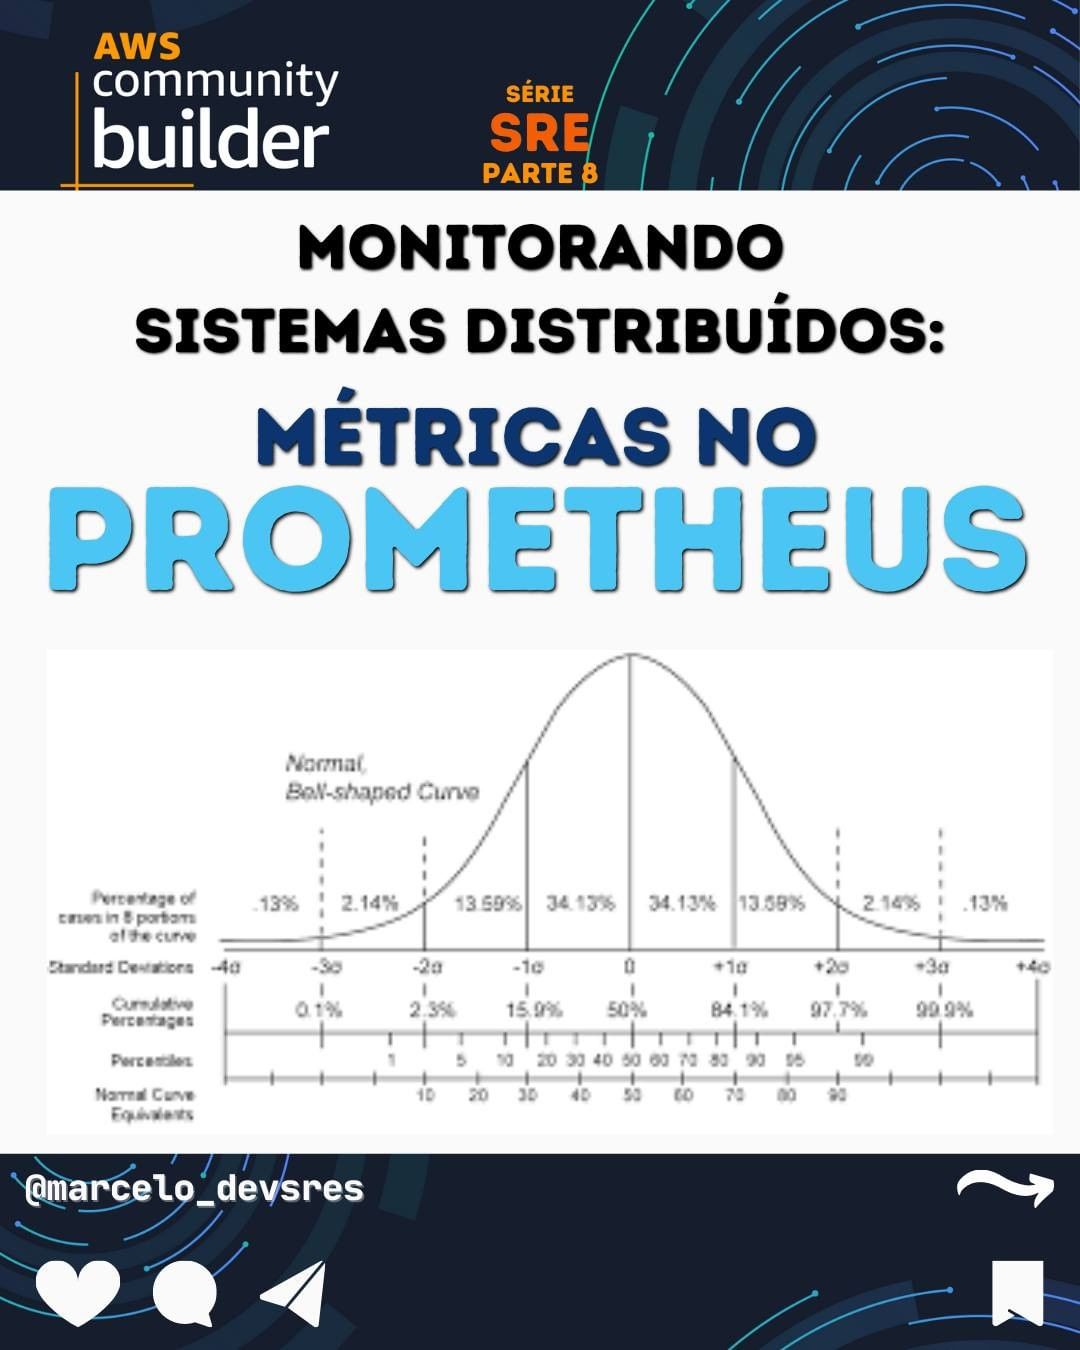 AWS
community
builder
SÉRIE
SRE
PARTE 8
MONITORANDO
SISTEMAS DISTRIBUÍDOS:
MÉTRICAS NO
PROMETHEUS
Normal,
Bell-shaped Curve
Percentage of
cases in 8 portions
of the curve
.13% 2.14% 13.59% 34.13% 34.13% 13.59% 2.14% .13%
Standard Deviations -4σ -3σ -2σ -1σ 0 +1σ +2σ +3σ +4σ
Cumulative
Percentages
0.1% 2.3% 15.9% 50% 84.1% 97.7% 99.9%
Percentiles 1 5 10 20 30 40 50 60 70 80 90 95 99
Normal Curve
Equivalents
10 20 30 40 50 60 70 80 90
@marcelo_devsres